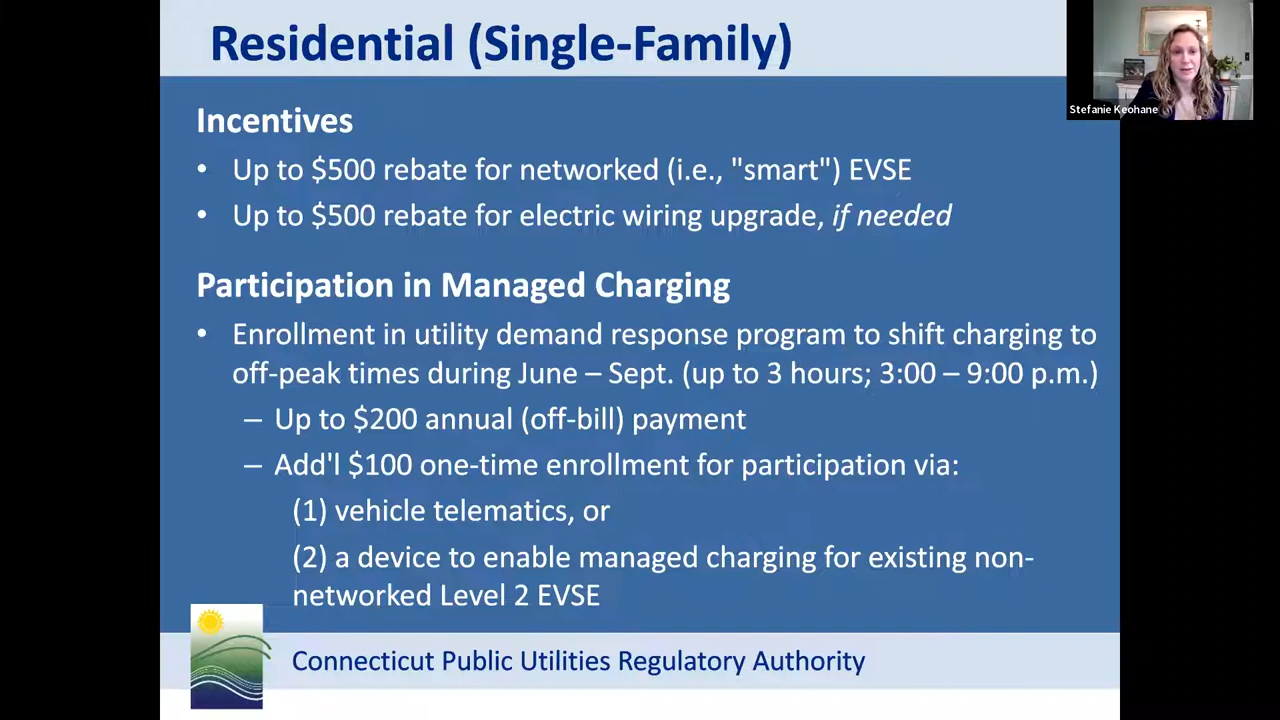 Residential (Single-Family)
Stefanie Keohane
Incentives
• Up to $500 rebate for networked (i.e., "smart") EVSE
• Up to $500 rebate for electric wiring upgrade, if needed
Participation in Managed Charging
• Enrollment in utility demand response program to shift charging to
off-peak times during June – Sept. (up to 3 hours; 3:00 – 9:00 p.m.)
– Up to $200 annual (off-bill) payment
– Add'l $100 one-time enrollment for participation via:
(1) vehicle telematics, or
(2) a device to enable managed charging for existing non-
networked Level 2 EVSE
Connecticut Public Utilities Regulatory Authority